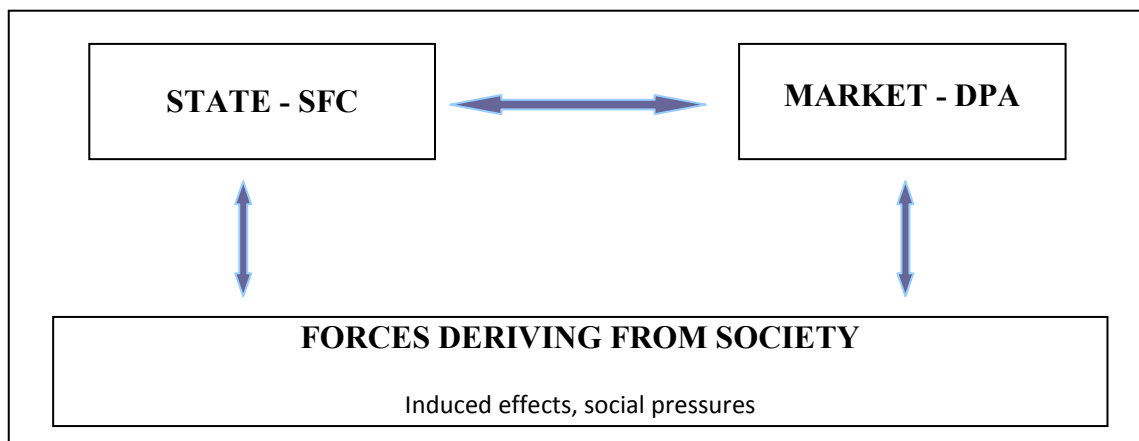 STATE - SFC
MARKET - DPA
FORCES DERIVING FROM SOCIETY
Induced effects, social pressures